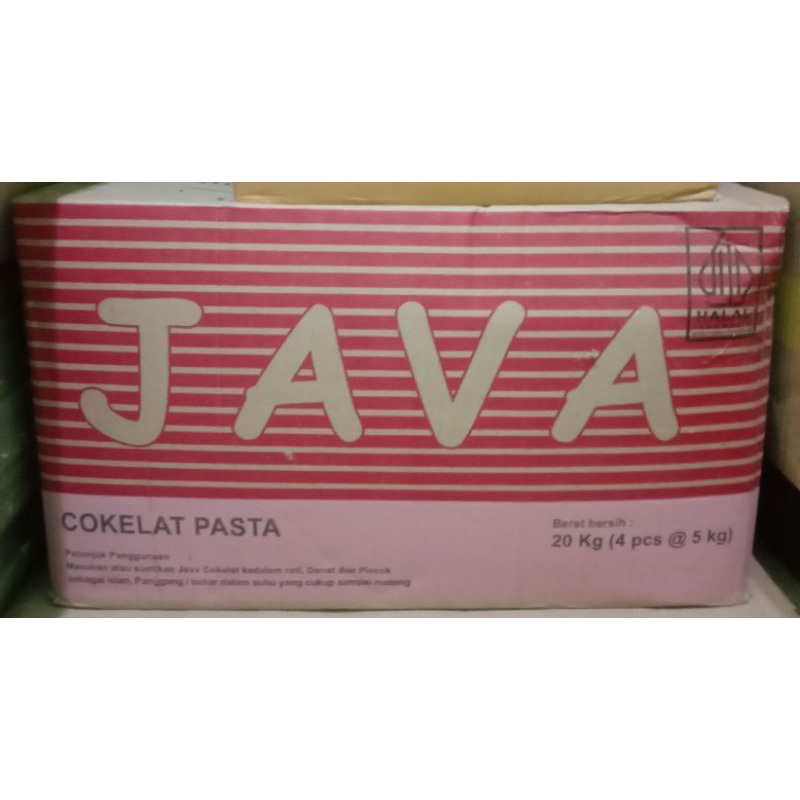 HALAL
JAVA
COKELAT PASTA
Berat bersih :
20 Kg (4 pcs @ 5 kg)
Petunjuk Penggunaan
Masukan atau suntikan Java Cokelat kedalam roti, Donat dan Piscok
sebagai isian, Panggang / bakar dalam suhu yang cukup sampai matang